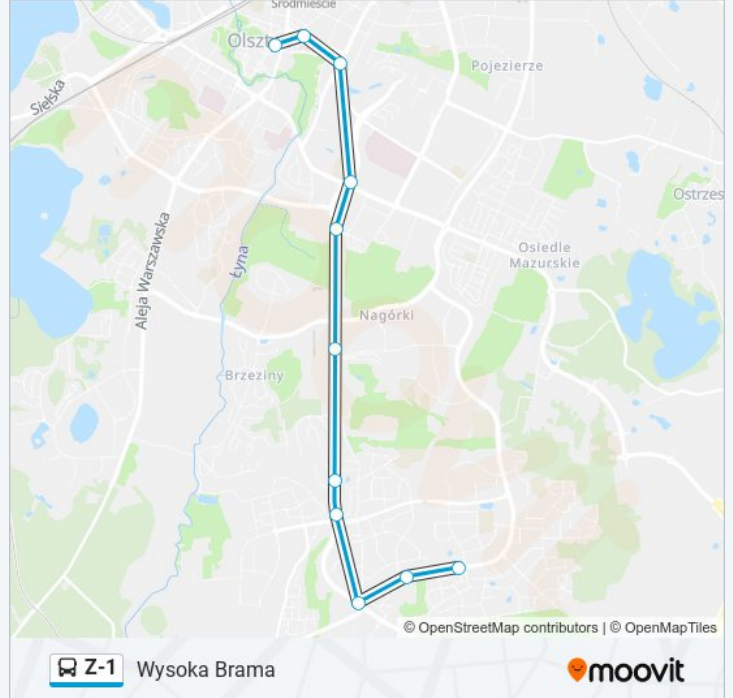 Śródmieście
Olszt
Pojezierze
Sielska
Ostrzes
Aleja Warszawska
Łyna
Osiedle
Mazurskie
Nagórki
Brzeziny
© OpenStreetMap contributors | © OpenMapTiles
Z-1 Wysoka Brama
moovit